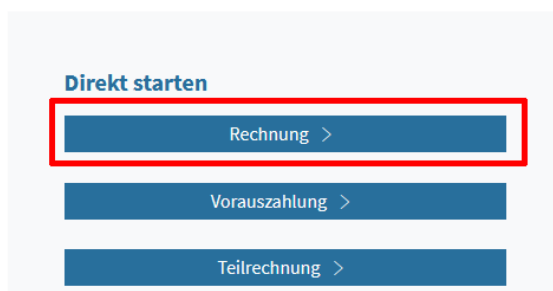 Direkt starten
Rechnung >
Vorauszahlung >
Teilrechnung >